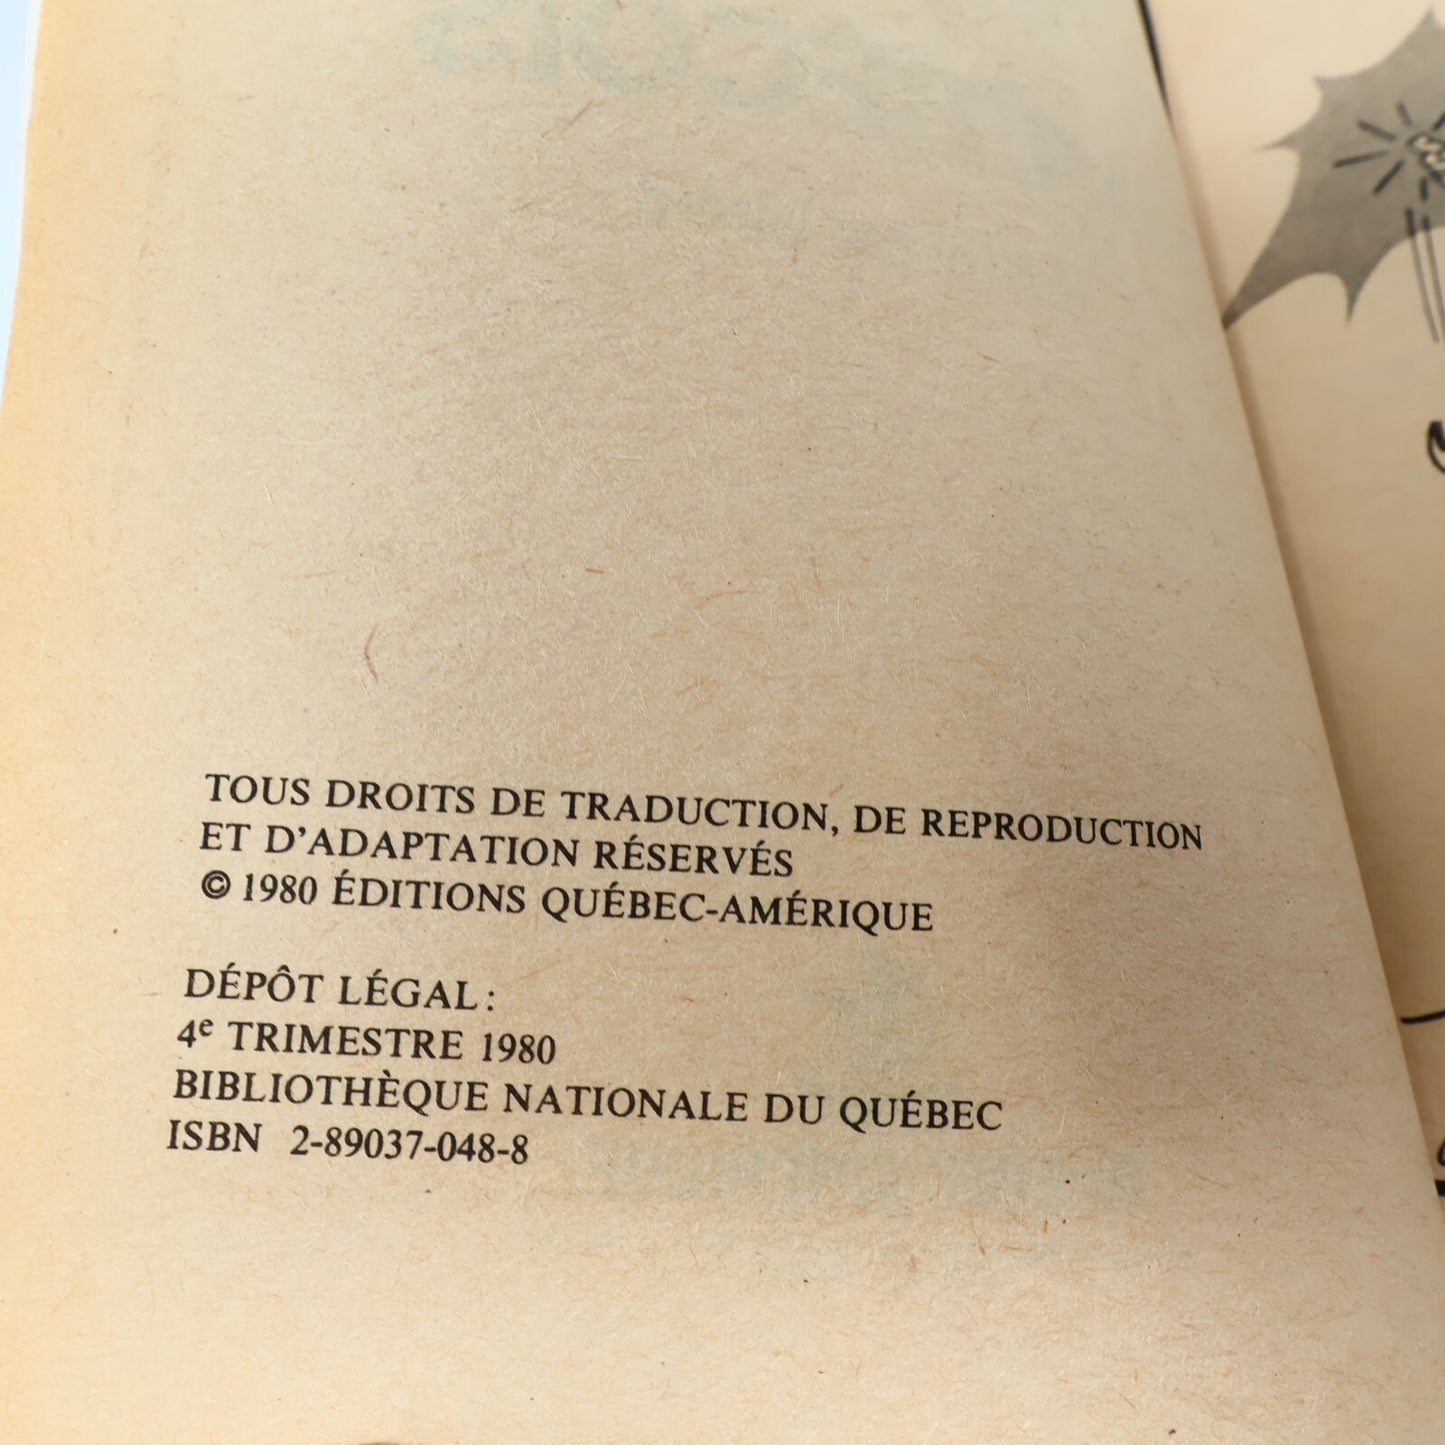 TOUS DROITS DE TRADUCTION, DE REPRODUCTION
ET D'ADAPTATION RÉSERVÉS
© 1980 ÉDITIONS QUÉBEC-AMÉRIQUE
DÉPÔT LÉGAL :
4e TRIMESTRE 1980
BIBLIOTHÈQUE NATIONALE DU QUÉBEC
ISBN 2-89037-048-8